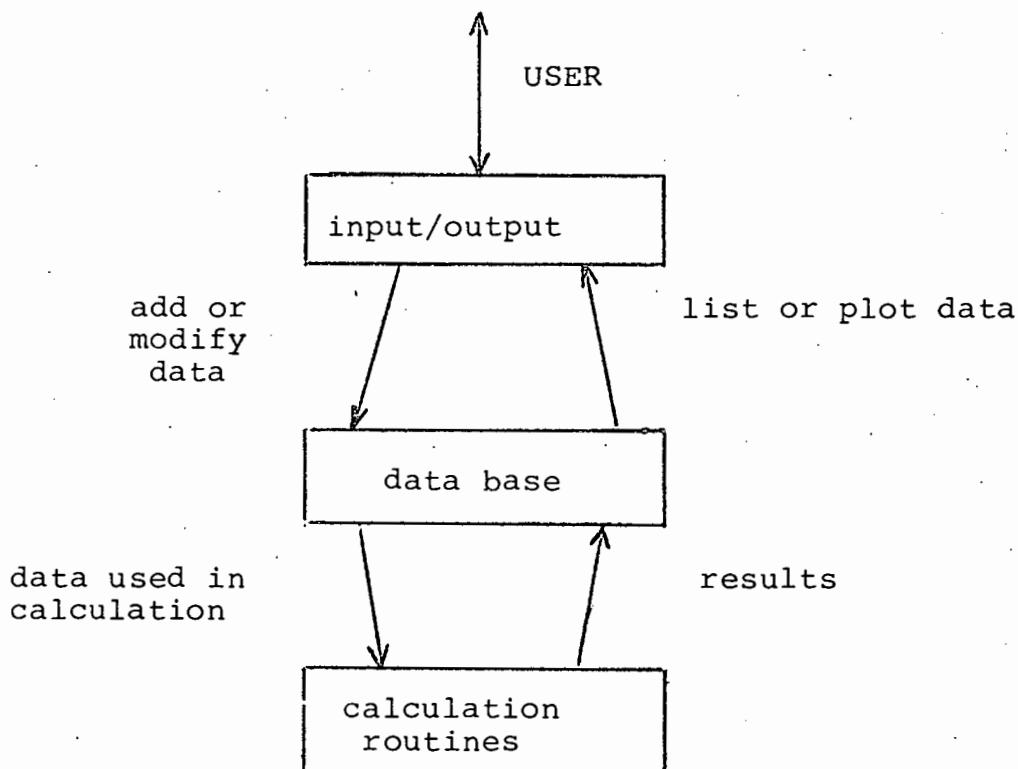 USER
input/output
add or
modify
data
list or plot data
data base
data used in
calculation
results
calculation
routines